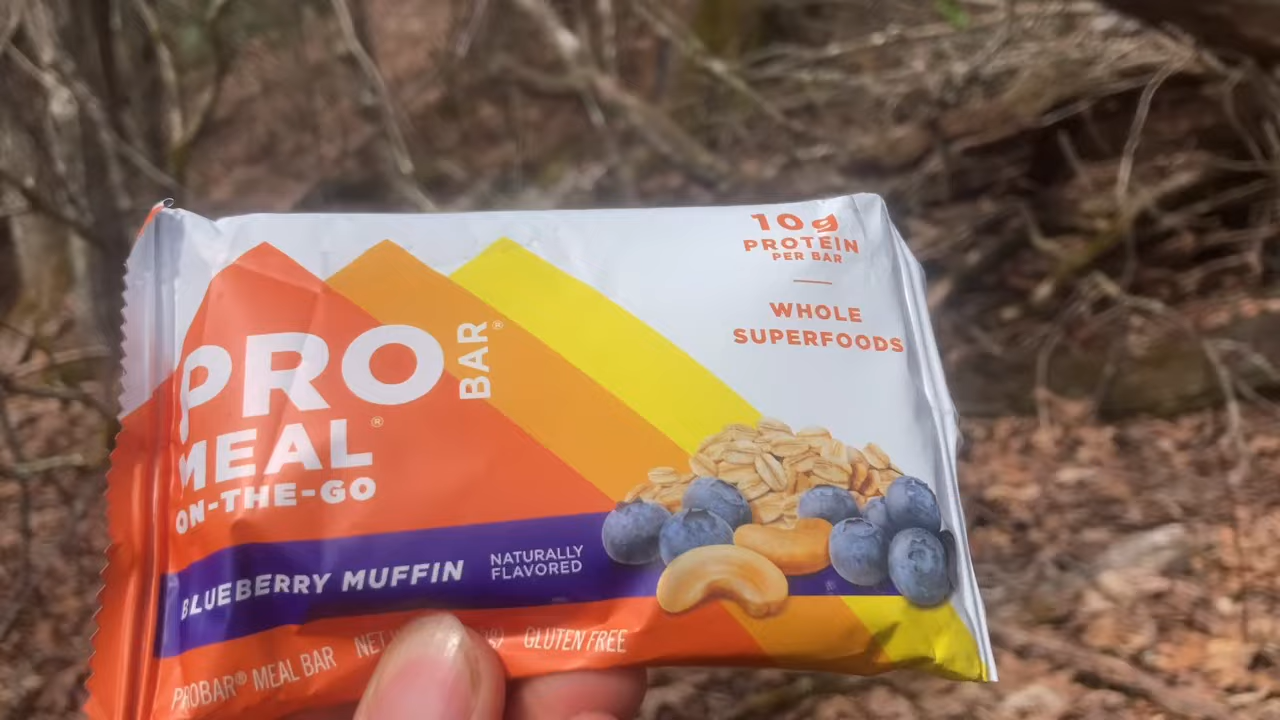 10g
PROTEIN
PER BAR
WHOLE
SUPERFOODS
PRO BAR®
MEAL®
ON-THE-GO
BLUEBERRY MUFFIN
NATURALLY
FLAVORED
PROBAR® MEAL BAR NET GLUTEN FREE